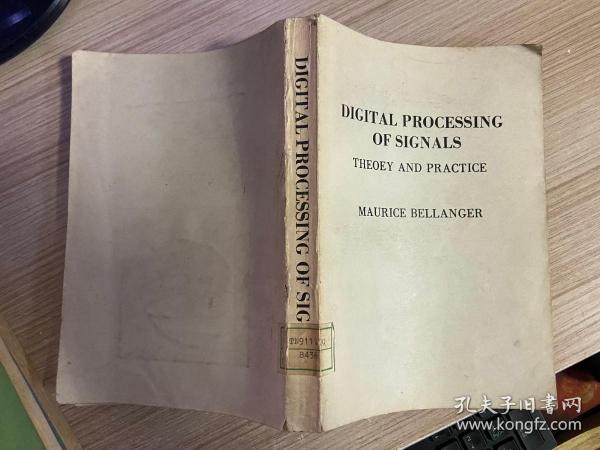 DIGITAL PROCESSING OF SIG
DIGITAL PROCESSING
OF SIGNALS
THEOEY AND PRACTICE
MAURICE BELLANGER
B434
孔夫子旧书网
www.kongfz.com